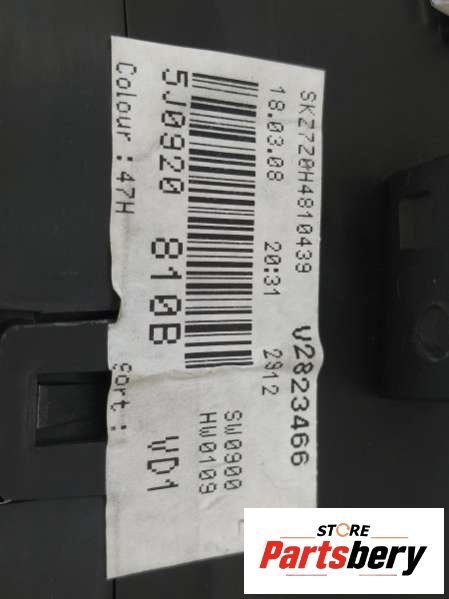 SKZ7Z0H4810439 V2823466
18.03.08 20:31 2912
SW0900
HW0109
5J0920 810B VD1
Colour : 47H Sort. :
STORE
Partsbery